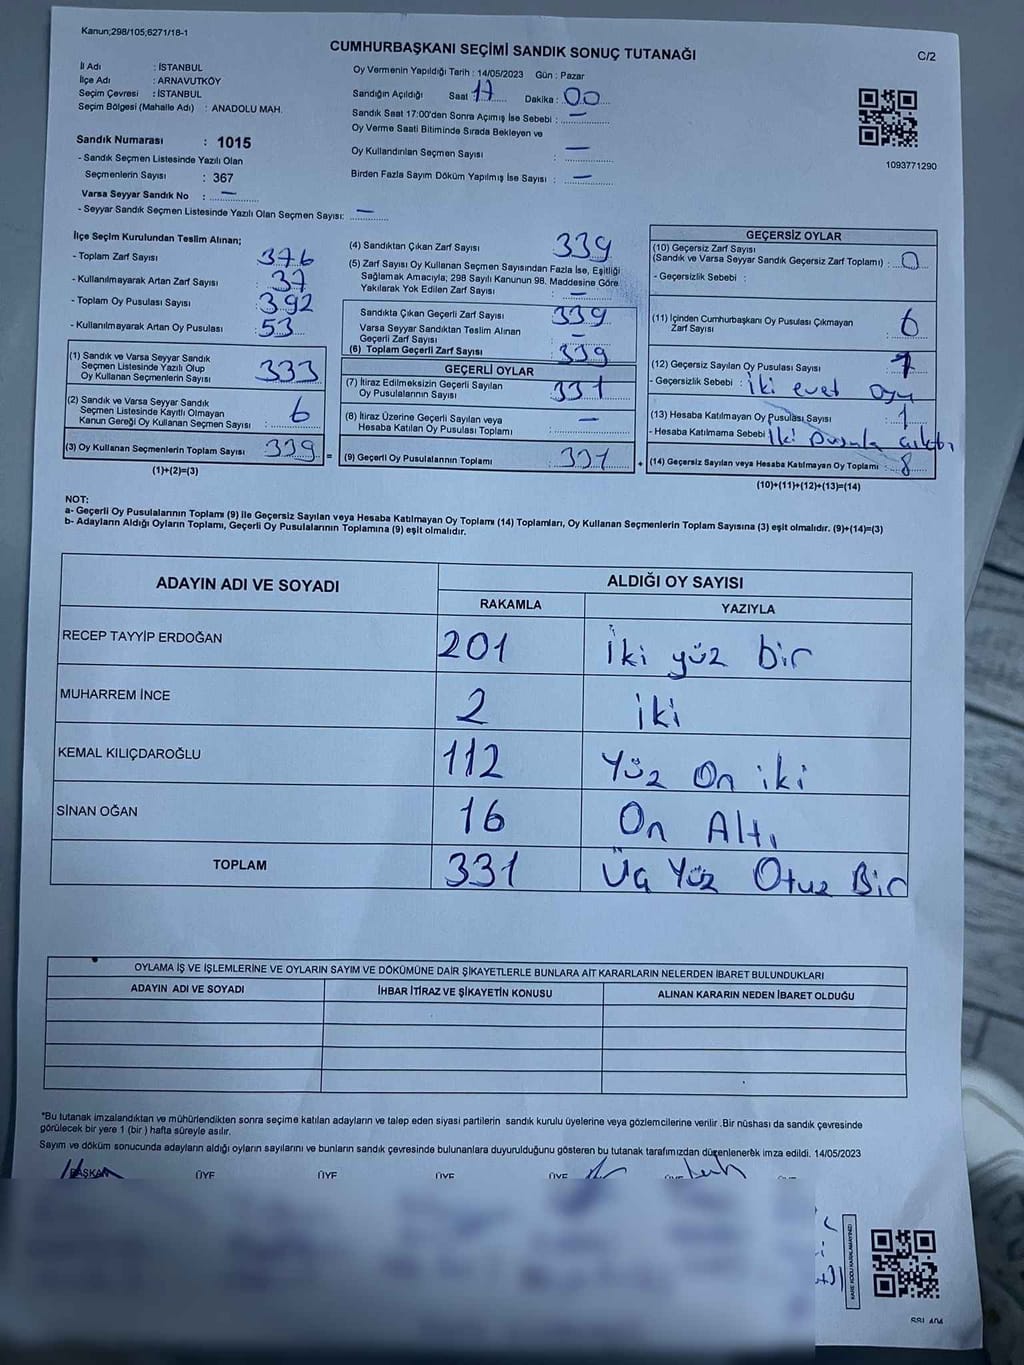 Kanun;298/105;6271/18-1
CUMHURBAŞKANI SEÇİMİ SANDIK SONUÇ TUTANAĞI
C/2
İl Adı : İSTANBUL
İlçe Adı : ARNAVUTKÖY
Seçim Çevresi : İSTANBUL
Seçim Bölgesi (Mahalle Adı) : ANADOLU MAH.
Sandık Numarası : 1015
- Sandık Seçmen Listesinde Yazılı Olan
Seçmenlerin Sayısı : 367
Varsa Seyyar Sandık No : —
- Seyyar Sandık Seçmen Listesinde Yazılı Olan Seçmen Sayısı: —
Oy Vermenin Yapıldığı Tarih : 14/05/2023 Gün : Pazar
Sandığın Açıldığı Saat 17 Dakika : 00
Sandık Saat 17:00'den Sonra Açımış İse Sebebi : —
Oy Verme Saati Bitiminde Sırada Bekleyen ve
Oy Kullandırılan Seçmen Sayısı : —
Birden Fazla Sayım Döküm Yapılmış İse Sayısı : —
1093771290
İlçe Seçim Kurulundan Teslim Alınan;
- Toplam Zarf Sayısı : 376
- Kullanılmayarak Artan Zarf Sayısı : 37
- Toplam Oy Pusulası Sayısı : 392
- Kullanılmayarak Artan Oy Pusulası : 53
(1) Sandık ve Varsa Seyyar Sandık
Seçmen Listesinde Yazılı Olup
Oy Kullanan Seçmenlerin Sayısı : 333
(2) Sandık ve Varsa Seyyar Sandık
Seçmen Listesinde Kayıtlı Olmayan
Kanun Gereği Oy Kullanan Seçmen Sayısı : 6
(3) Oy Kullanan Seçmenlerin Toplam Sayısı 339 =
(1)+(2)=(3)
(4) Sandıktan Çıkan Zarf Sayısı 339
(5) Zarf Sayısı Oy Kullanan Seçmen Sayısından Fazla İse, Eşitliği
Sağlamak Amacıyla; 298 Sayılı Kanunun 98. Maddesine Göre
Yakılarak Yok Edilen Zarf Sayısı : —
Sandıkta Çıkan Geçerli Zarf Sayısı 339
Varsa Seyyar Sandıktan Teslim Alınan
Geçerli Zarf Sayısı : —
(6) Toplam Geçerli Zarf Sayısı : 339
GEÇERLİ OYLAR
(7) İtiraz Edilmeksizin Geçerli Sayılan
Oy Pusulalarının Sayısı : 331
(8) İtiraz Üzerine Geçerli Sayılan veya
Hesaba Katılan Oy Pusulası Toplamı : —
(9) Geçerli Oy Pusulalarının Toplamı 331 +
GEÇERSİZ OYLAR
(10) Geçersiz Zarf Sayısı
(Sandık ve Varsa Seyyar Sandık Geçersiz Zarf Toplamı) : 0
- Geçersizlik Sebebi :
(11) İçinden Cumhurbaşkanı Oy Pusulası Çıkmayan
Zarf Sayısı : 6
(12) Geçersiz Sayılan Oy Pusulası Sayısı
- Geçersizlik Sebebi : iki evet oyu
(13) Hesaba Katılmayan Oy Pusulası Sayısı : 1
- Hesaba Katılmama Sebebi İki pusula çıktı
(14) Geçersiz Sayılan veya Hesaba Katılmayan Oy Toplamı : 8
(10)+(11)+(12)+(13)=(14)
NOT:
a- Geçerli Oy Pusulalarının Toplamı (9) ile Geçersiz Sayılan veya Hesaba Katılmayan Oy Toplamı (14) Toplamları, Oy Kullanan Seçmenlerin Toplam Sayısına (3) eşit olmalıdır. (9)+(14)=(3)
b- Adayların Aldığı Oyların Toplamı, Geçerli Oy Pusulalarının Toplamına (9) eşit olmalıdır.
ADAYIN ADI VE SOYADI
ALDIĞI OY SAYISI
RAKAMLA YAZIYLA
RECEP TAYYİP ERDOĞAN 201 İki yüz bir
MUHARREM İNCE 2 iki
KEMAL KILIÇDAROĞLU 112 Yüz On iki
SİNAN OĞAN 16 On Altı
TOPLAM 331 Üç Yüz Otuz Bir
OYLAMA İŞ VE İŞLEMLERİNE VE OYLARIN SAYIM VE DÖKÜMÜNE DAİR ŞİKAYETLERLE BUNLARA AİT KARARLARIN NELERDEN İBARET BULUNDUKLARI
ADAYIN ADI VE SOYADI İHBAR İTİRAZ VE ŞİKAYETİN KONUSU ALINAN KARARIN NEDEN İBARET OLDUĞU
*Bu tutanak imzalandıktan ve mühürlendikten sonra seçime katılan adayların ve talep eden siyasi partilerin sandık kurulu üyelerine veya gözlemcilerine verilir .Bir nüshası da sandık çevresinde
görülecek bir yere 1 (bir ) hafta süreyle asılır.
Sayım ve döküm sonucunda adayların aldığı oyların sayılarını ve bunların sandık çevresinde bulunanlara duyurulduğunu gösteren bu tutanak tarafımızdan düzenlenerek imza edildi. 14/05/2023
BAŞKAN ÜYE ÜYE ÜYE ÜYE
KARE KODU KARALAMAYINIZ!